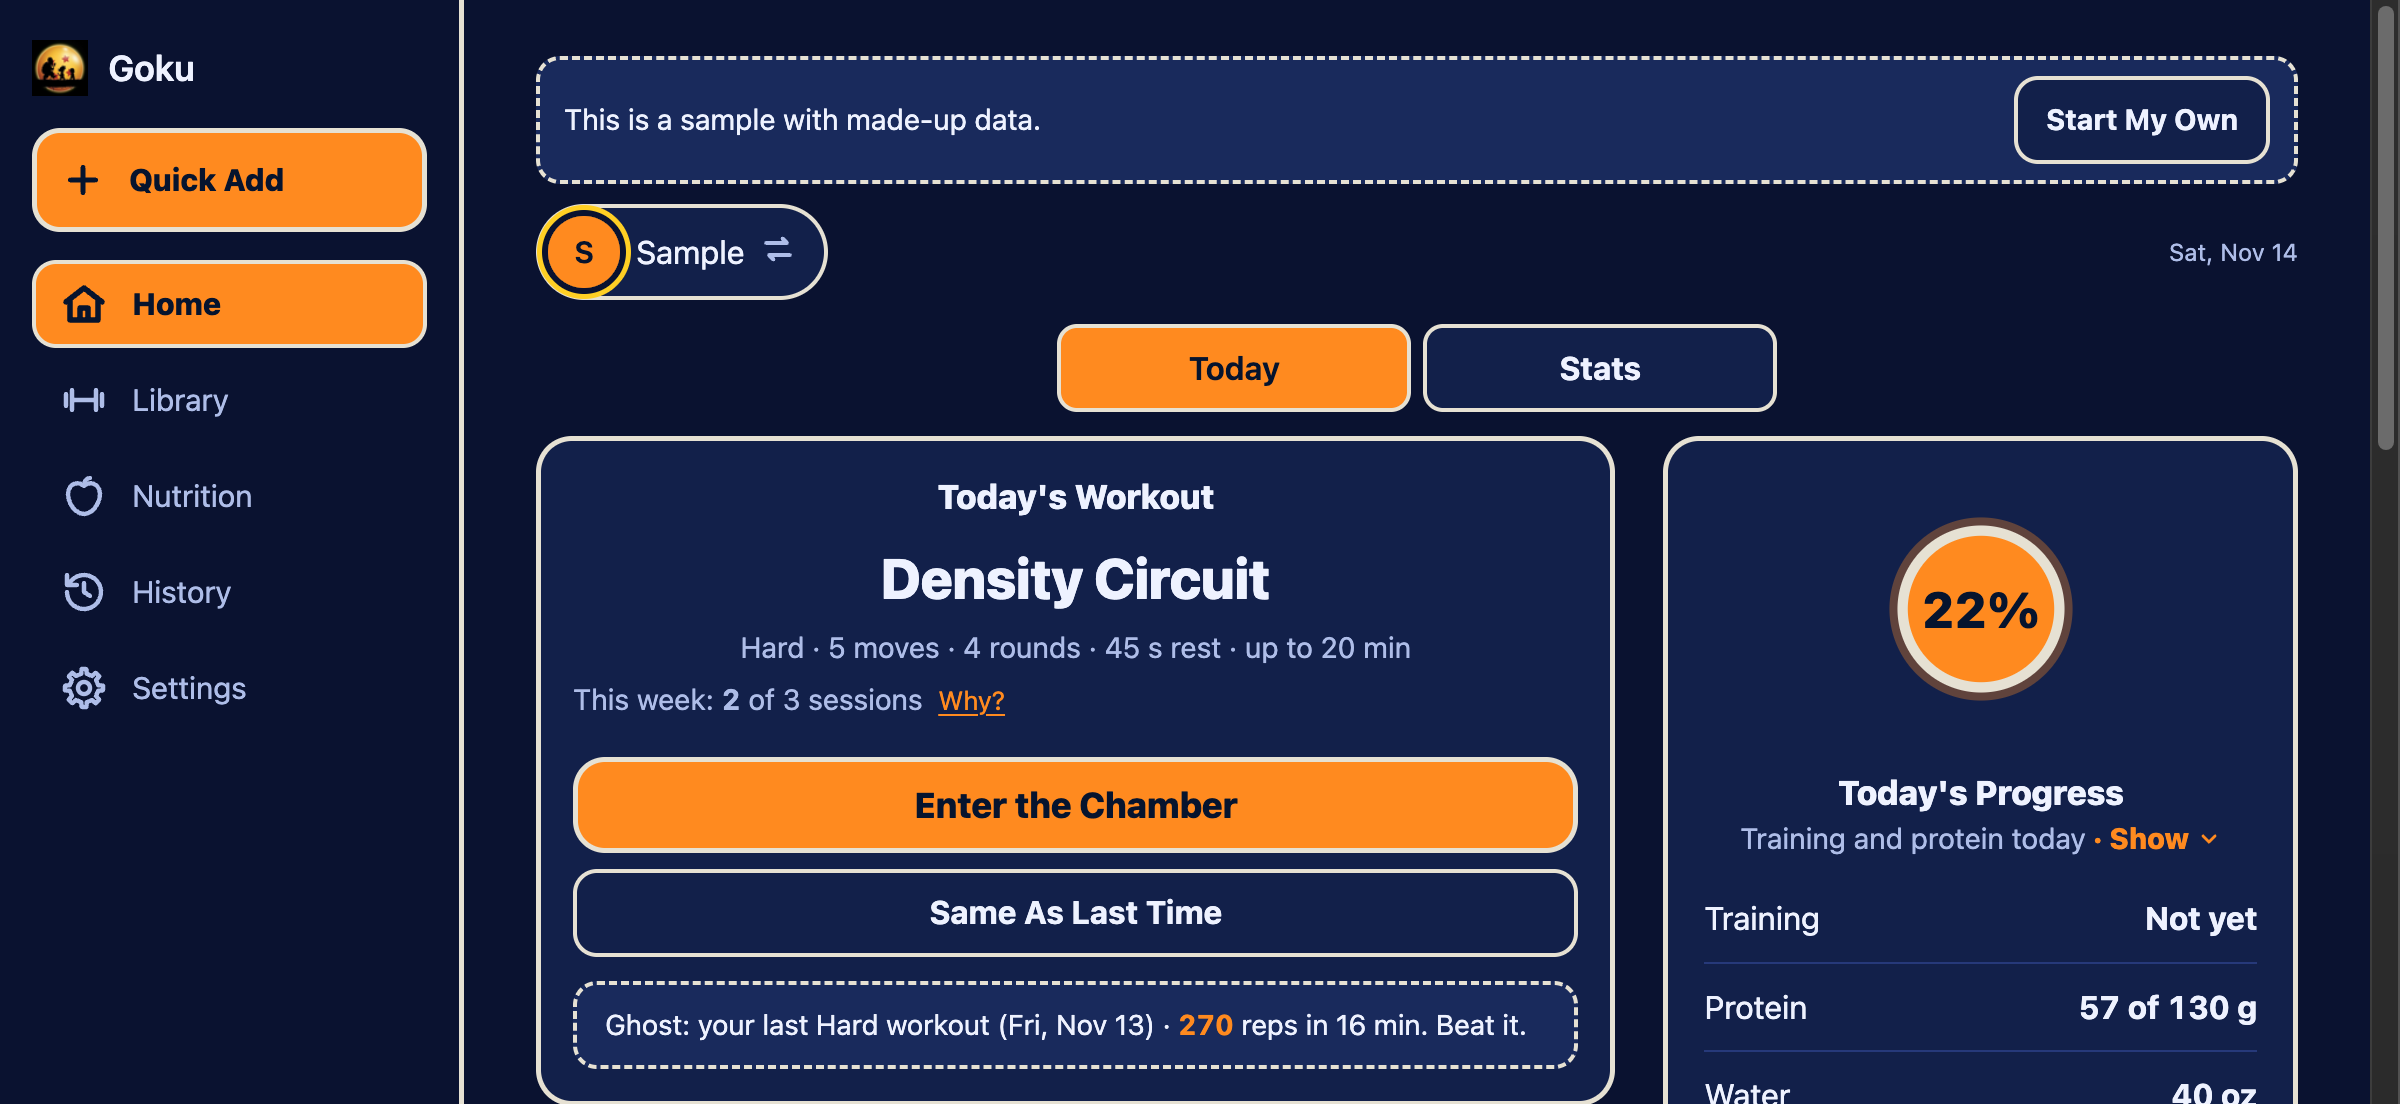 Goku
Quick Add
Home
Library
Nutrition
History
Settings
This is a sample with made-up data.
Start My Own
S
Sample
Sat, Nov 14
Today
Stats
Today's Workout
Density Circuit
Hard · 5 moves · 4 rounds · 45 s rest · up to 20 min
This week: 2 of 3 sessions Why?
Enter the Chamber
Same As Last Time
Ghost: your last Hard workout (Fri, Nov 13) · 270 reps in 16 min. Beat it.
22%
Today's Progress
Training and protein today · Show
Training Not yet
Protein 57 of 130 g
Water 40 oz